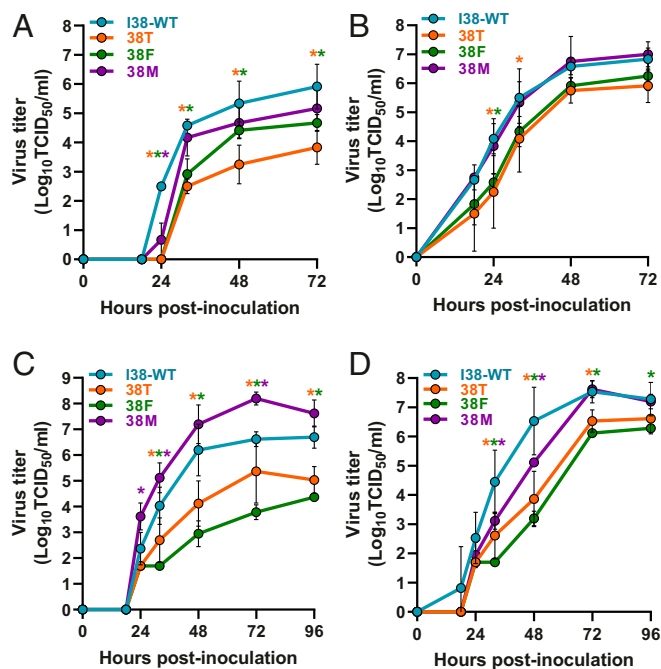 A
I38-WT
38T
38F
38M
Virus titer
(Log10TCID50/ml)
8
7
6
5
4
3
2
1
0
***
**
**
**
0 24 48 72
Hours post-inoculation
B
I38-WT
38T
38F
38M
Virus titer
(Log10TCID50/ml)
8
7
6
5
4
3
2
1
0
**
*
0 24 48 72
Hours post-inoculation
C
I38-WT
38T
38F
38M
Virus titer
(Log10TCID50/ml)
9
8
7
6
5
4
3
2
1
0
*
***
**
***
**
0 24 48 72 96
Hours post-inoculation
D
I38-WT
38T
38F
38M
Virus titer
(Log10TCID50/ml)
8
7
6
5
4
3
2
1
0
***
***
**
*
0 24 48 72 96
Hours post-inoculation